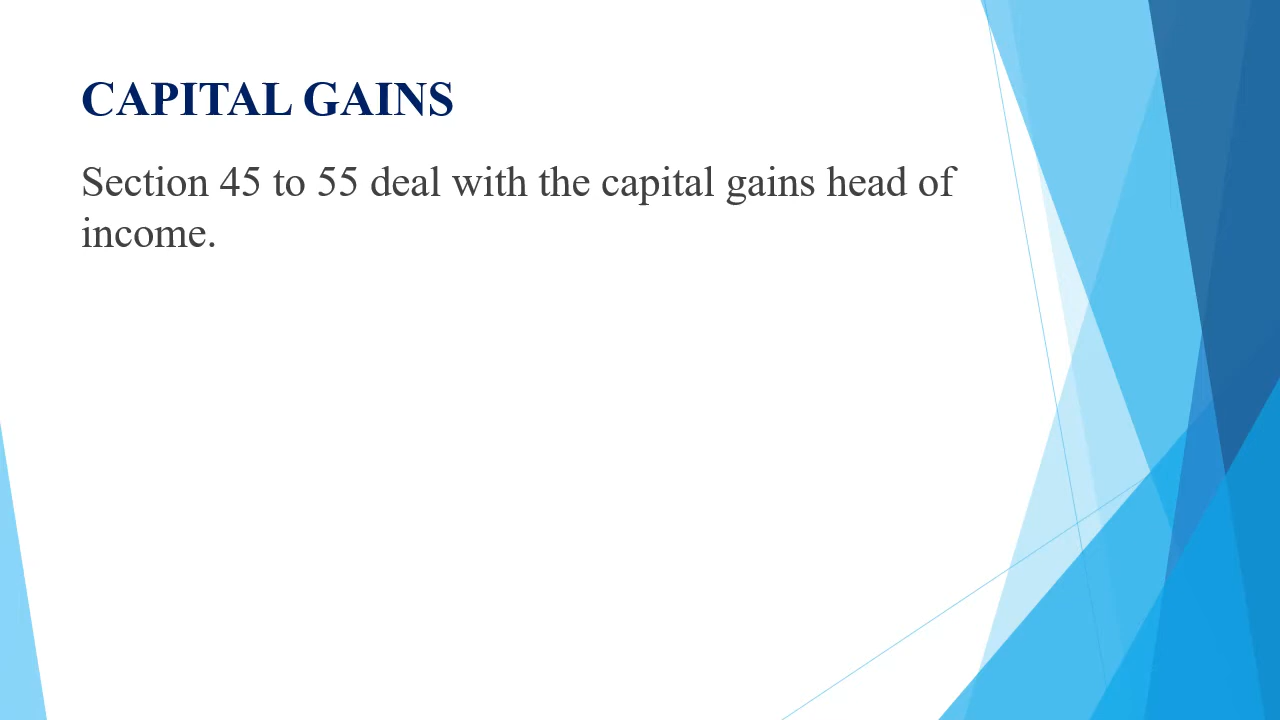 CAPITAL GAINS
Section 45 to 55 deal with the capital gains head of
income.